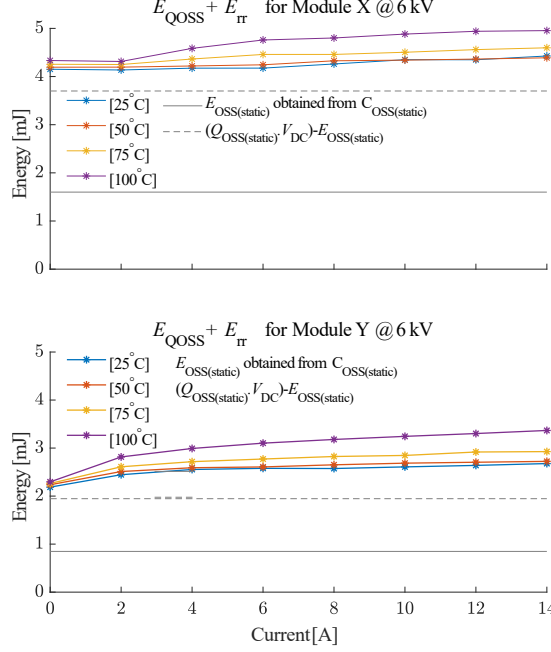 E_QOSS + E_rr for Module X @ 6 kV
5
4
3
2
1
0
Energy [mJ]
[25°C]
[50°C]
[75°C]
[100°C]
E_OSS(static) obtained from C_OSS(static)
(Q_OSS(static).V_DC)-E_OSS(static)
E_QOSS + E_rr for Module Y @ 6 kV
5
4
3
2
1
0
Energy [mJ]
[25°C]
[50°C]
[75°C]
[100°C]
E_OSS(static) obtained from C_OSS(static)
(Q_OSS(static).V_DC)-E_OSS(static)
0 2 4 6 8 10 12 14
Current [A]